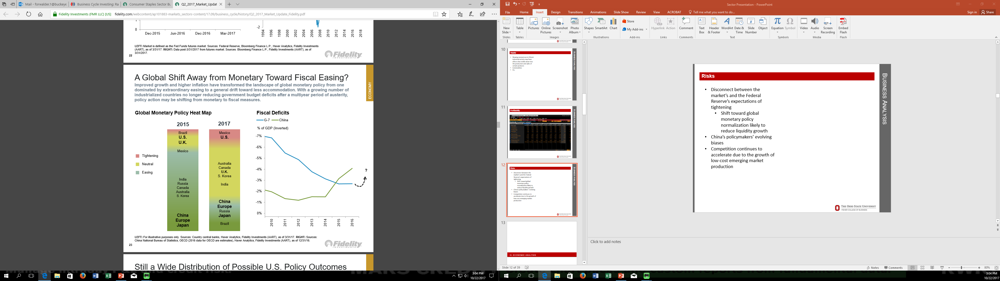 Mail - forwalder.1@buckeye
Business Cycle Investing: Ra
Consumer Staples Sector Bu
Q2_2017_Market_Updat
Fidelity Investments (FMR LLC) [US]
fidelity.com/webcontent/ap101883-markets_sectors-content/17.09/business_cycle/history/Q2_2017_Market_Update_Fidelity.pdf
0
Dec-2015 Jun-2016 Dec-2016 Mar-2017
-2
1994 1996 1998 2000 2002 2004 2006 2008 2010 2012 2014 2016 2018
LEFT: Market is defined as the Fed Funds futures market. Sources: Federal Reserve, Bloomberg Finance L.P., Haver Analytics, Fidelity Investments
(AART), as of 3/31/17. RIGHT: Data post-3/31/2017 from futures market. Sources: Bloomberg Finance L.P., Fidelity Investments (AART), as of
3/31/2017.
22
Fidelity
INVESTMENTS
A Global Shift Away from Monetary Toward Fiscal Easing?
Improved growth and higher inflation have transformed the landscape of global monetary policy from one
dominated by extraordinary easing to a general drift toward less accommodation. With a growing number of
industrialized countries no longer reducing government budget deficits after a multiyear period of austerity,
policy action may be shifting from monetary to fiscal measures.
ECONOMY
Global Monetary Policy Heat Map
2015
2017
Tightening
Neutral
Easing
Brazil
U.S.
U.K.
Mexico
India
Russia
Canada
Australia
S. Korea
China
Europe
Japan
Mexico
U.S.
Australia
Canada
U.K.
S. Korea
India
China
Europe
Russia
Japan
Brazil
Fiscal Deficits
G-7 China
% of GDP (Inverted)
-7%
-6%
-5%
-4%
-3%
-2%
-1%
0%
?
2010 2011 2012 2013 2014 2015 2016
LEFT: For illustrative purposes only. Sources: Country central banks, Haver Analytics, Fidelity Investments (AART), as of 3/31/17. RIGHT: Sources:
China National Bureau of Statistics, OECD (2016 data for OECD are estimates), Haver Analytics, Fidelity Investments (AART), as of 12/31/16.
23
Fidelity
INVESTMENTS
Still a Wide Distribution of Possible U.S. Policy Outcomes
3:04 PM
10/22/2017
Sector Presentation - PowerPoint
File Home Insert Design Transitions Animations Slide Show Review View ACROBAT Tell me what you want to do...
Sign in Share
New Slide
Table
Pictures
Online Pictures
Screenshot
Photo Album
Shapes
SmartArt
Chart
Store
My Add-ins
Hyperlink
Action
Comment
Text Box
Header & Footer
WordArt
Date & Time
Slide Number
Object
Equation
Symbol
Video
Audio
Screen Recording
Embed Flash
Slides Tables Images Illustrations Add-ins Links Comments Text Symbols Media Flash
10
Supply
Slowing momentum in China's
industrial activity may have
effects that trickle down into
the production and sales of
certain products
Commodities
BUSINESS ANALYSIS
11
Profitability
BUSINESS ANALYSIS
12
Risks
Disconnect between the
market's and the Federal
Reserve's expectations of
tightening
Shift toward global
monetary policy
normalization likely to
reduce liquidity growth
China's policymakers' evolving
biases
Competition continues to
accelerate due to the growth of
low-cost emerging market
production
BUSINESS ANALYSIS
13
III. ECONOMIC ANALYSIS
Risks
• Disconnect between the
market's and the Federal
Reserve's expectations of
tightening
• Shift toward global
monetary policy
normalization likely to
reduce liquidity growth
• China's policymakers' evolving
biases
• Competition continues to
accelerate due to the growth of
low-cost emerging market
production
BUSINESS ANALYSIS
THE OHIO STATE UNIVERSIT
FISHER COLLEGE OF BUSINESS
Click to add notes
Slide 12 of 39
Notes Comments
80%
3:04 PM
10/22/2017